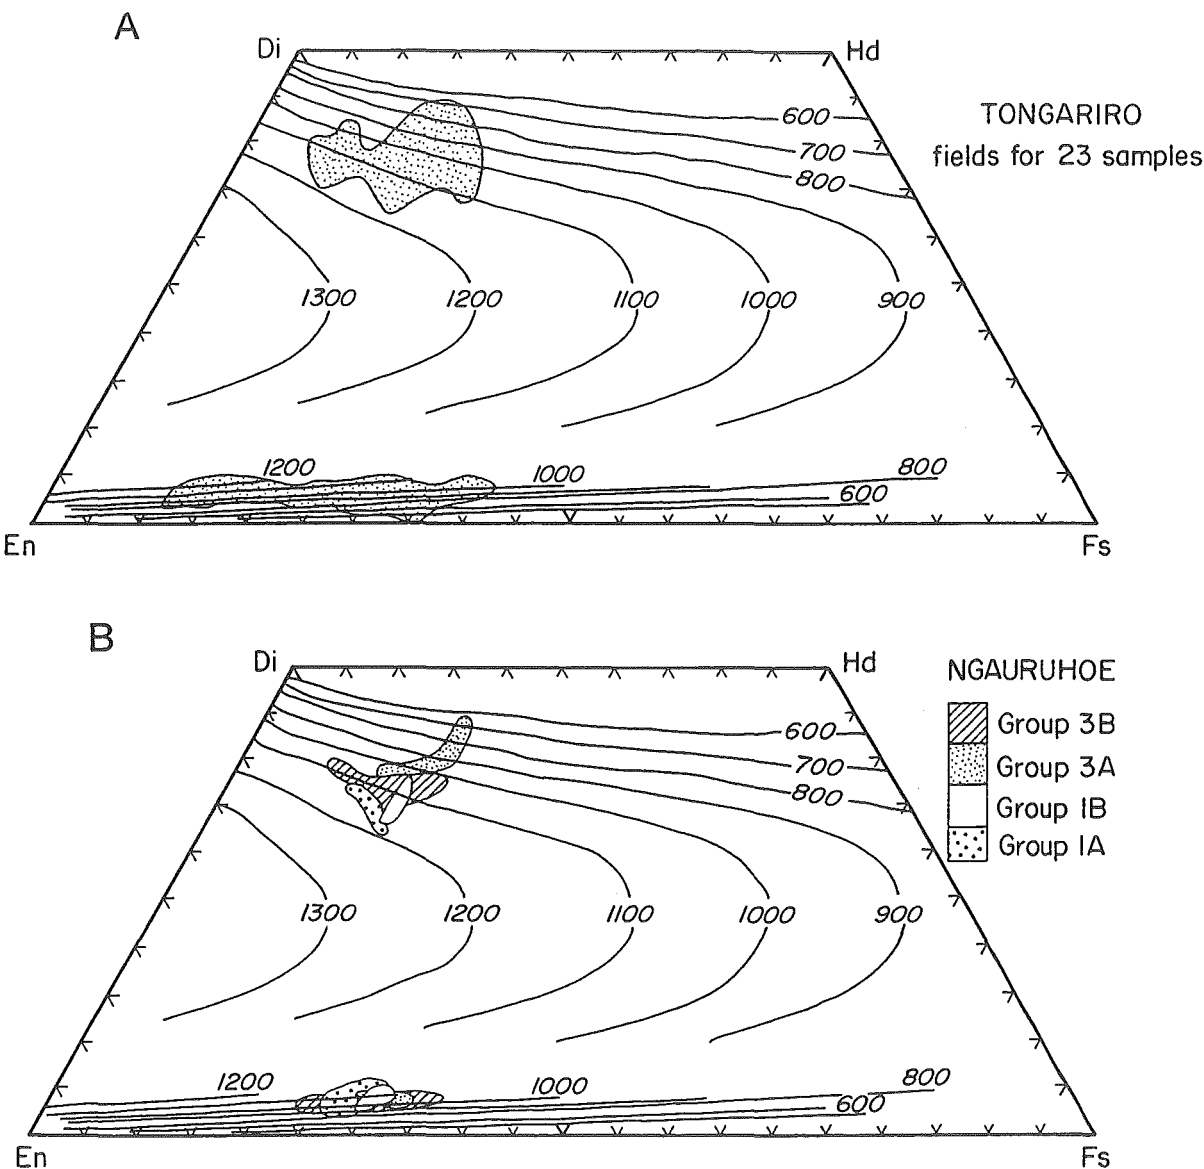 A
Di
Hd
TONGARIRO
fields for 23 samples
600
700
800
1300
1200
1100
1000
900
1200
1000
800
600
En
Fs
B
Di
Hd
NGAURUHOE
Group 3B
Group 3A
Group 1B
Group 1A
600
700
800
1300
1200
1100
1000
900
1200
1000
800
600
En
Fs